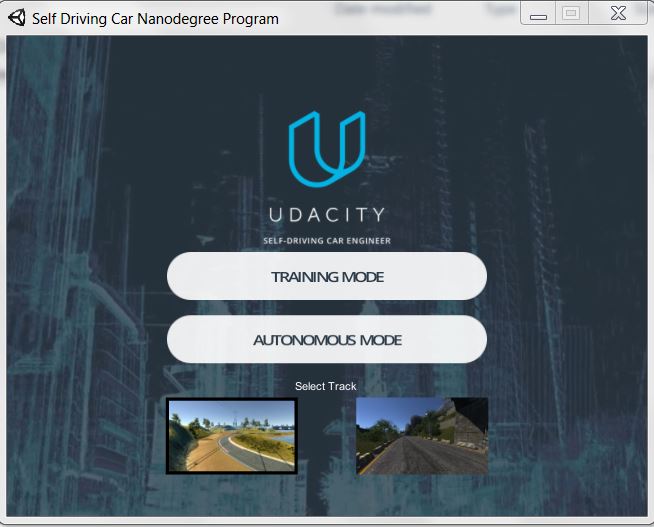 Self Driving Car Nanodegree Program
UDACITY
SELF-DRIVING CAR ENGINEER
TRAINING MODE
AUTONOMOUS MODE
Select Track